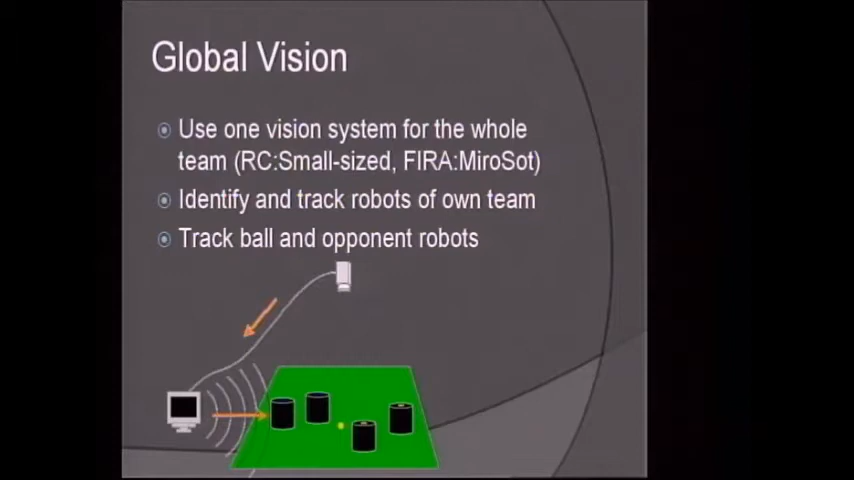 Global Vision
Use one vision system for the whole
team (RC:Small-sized, FIRA:MiroSot)
Identify and track robots of own team
Track ball and opponent robots